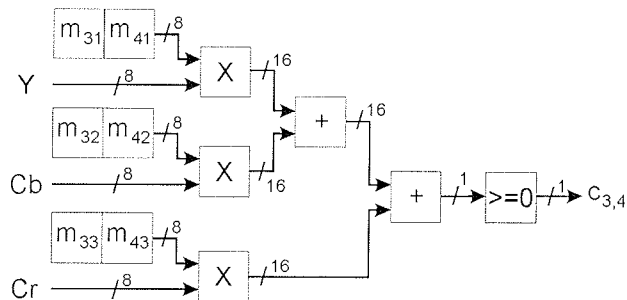 m31 m41 8
16
Y 8 X
16
m32 m42 8 +
1 1
Cb 8 X 16 + >=0 C3,4
m33 m43 8
16
Cr 8 X